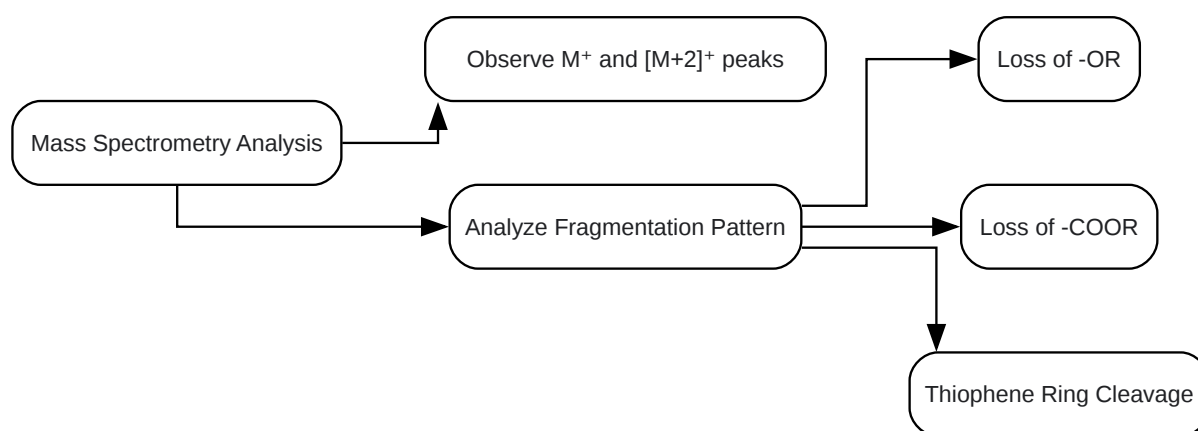 Observe M⁺ and [M+2]⁺ peaks
Loss of -OR
Mass Spectrometry Analysis
Analyze Fragmentation Pattern
Loss of -COOR
Thiophene Ring Cleavage